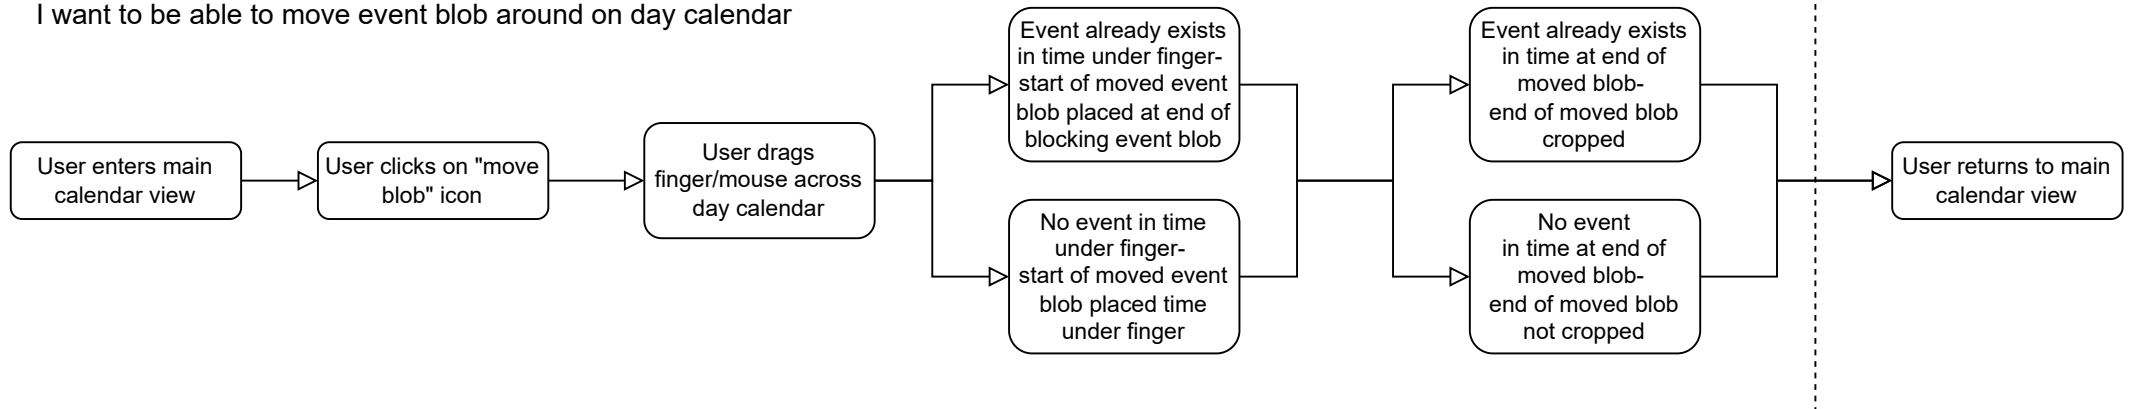 I want to be able to move event blob around on day calendar
User enters main
calendar view
User clicks on "move
blob" icon
User drags
finger/mouse across
day calendar
Event already exists
in time under finger-
start of moved event
blob placed at end of
blocking event blob
No event in time
under finger-
start of moved event
blob placed time
under finger
Event already exists
in time at end of
moved blob-
end of moved blob
cropped
No event
in time at end of
moved blob-
end of moved blob
not cropped
User returns to main
calendar view